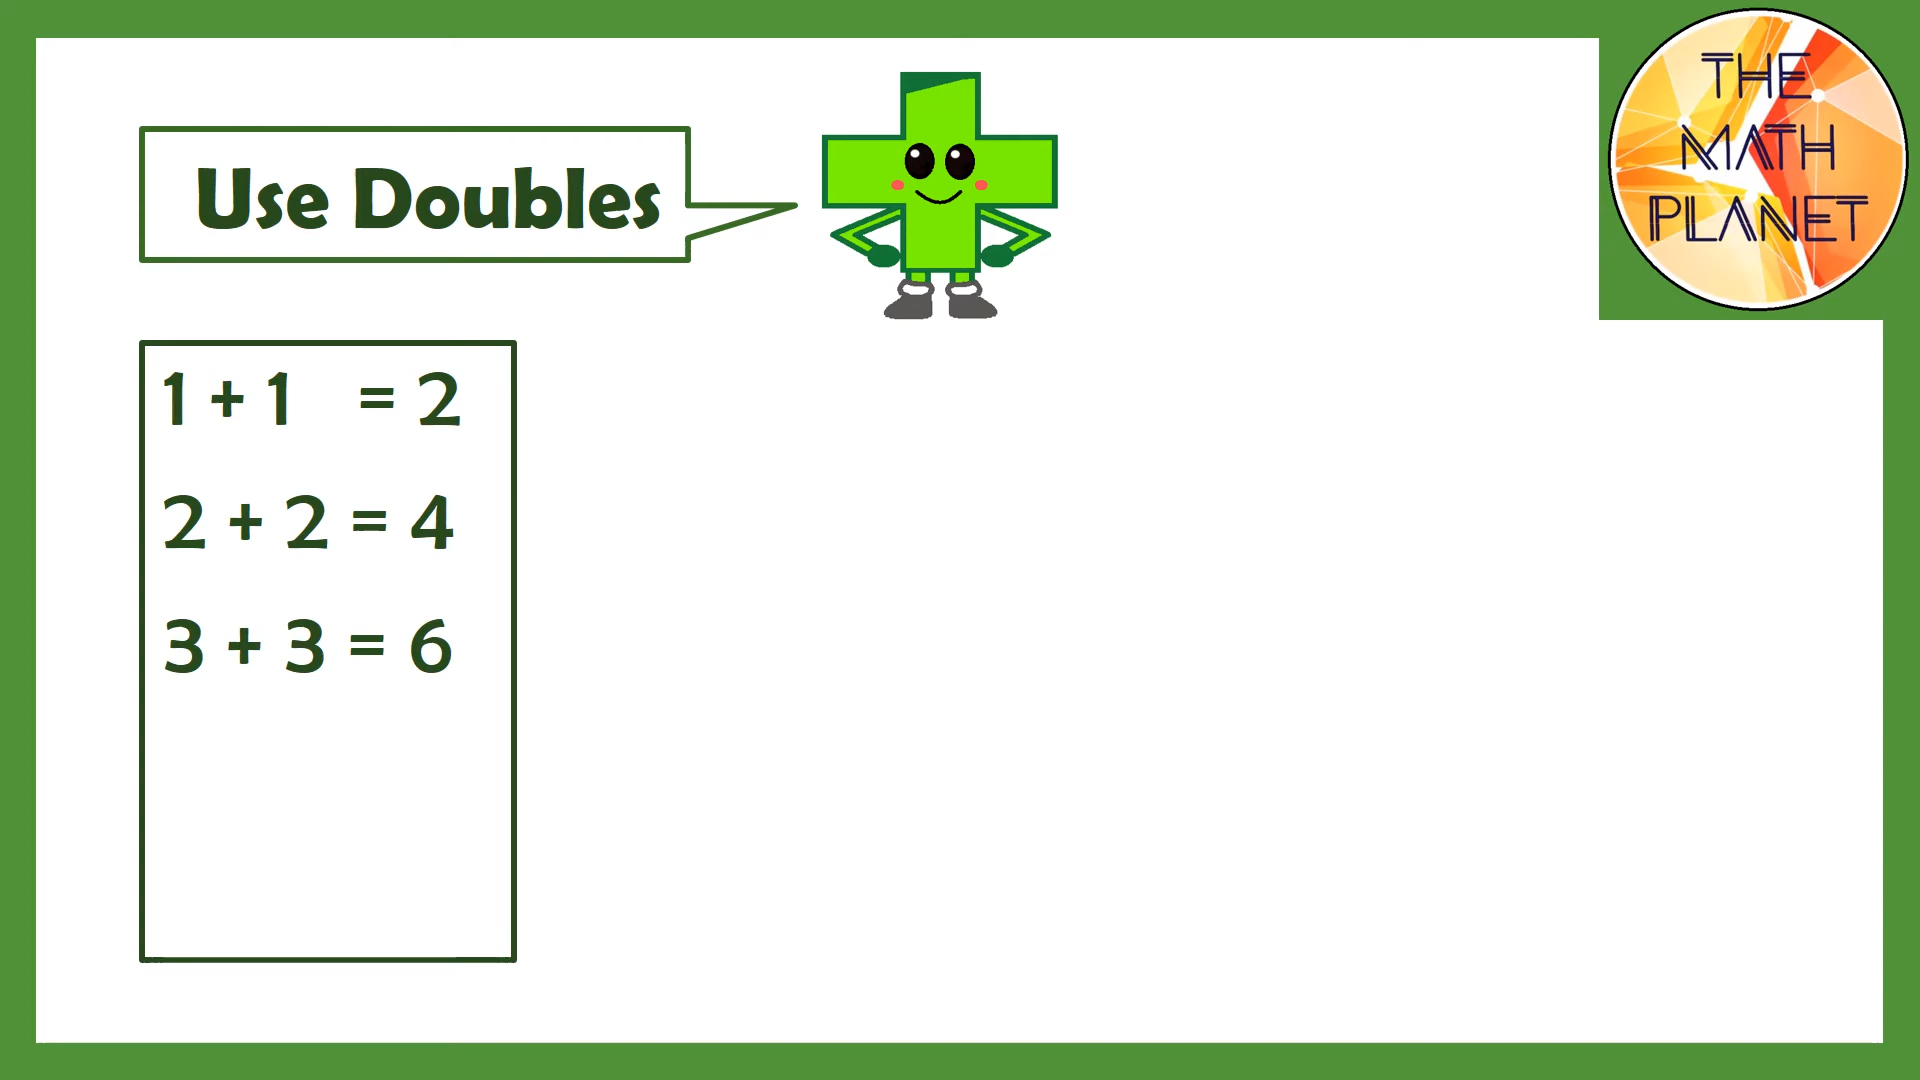 THE
MATH
PLANET
Use Doubles
1 + 1 = 2
2 + 2 = 4
3 + 3 = 6